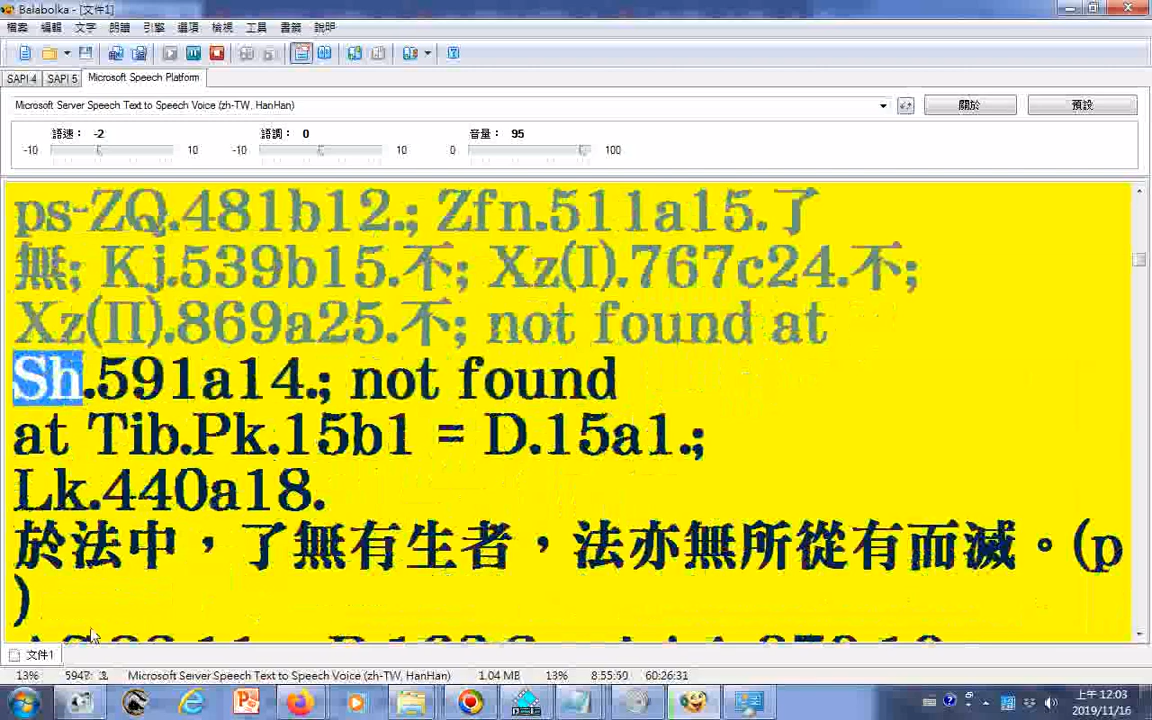 Balabolka - [文件1]
檔案 編輯 文字 朗讀 引擎 選項 檢視 工具 書籤 說明
SAPI 4 SAPI 5 Microsoft Speech Platform
Microsoft Server Speech Text to Speech Voice (zh-TW, HanHan) 關於 預設
語速： -2 語調： 0 音量： 95
-10 10 -10 10 0 100
ps-ZQ.481b12.; Zfn.511a15.了
無; Kj.539b15.不; Xz(I).767c24.不;
Xz(Π).869a25.不; not found at
Sh.591a14.; not found
at Tib.Pk.15b1 = D.15a1.;
Lk.440a18.
於法中，了無有生者，法亦無所從有而滅。(p
)
文件1
13% Microsoft Server Speech Text to Speech Voice (zh-TW, HanHan) 1.04 MB 13% 8:55:50 60:26:31
上午 12:03
2019/11/16